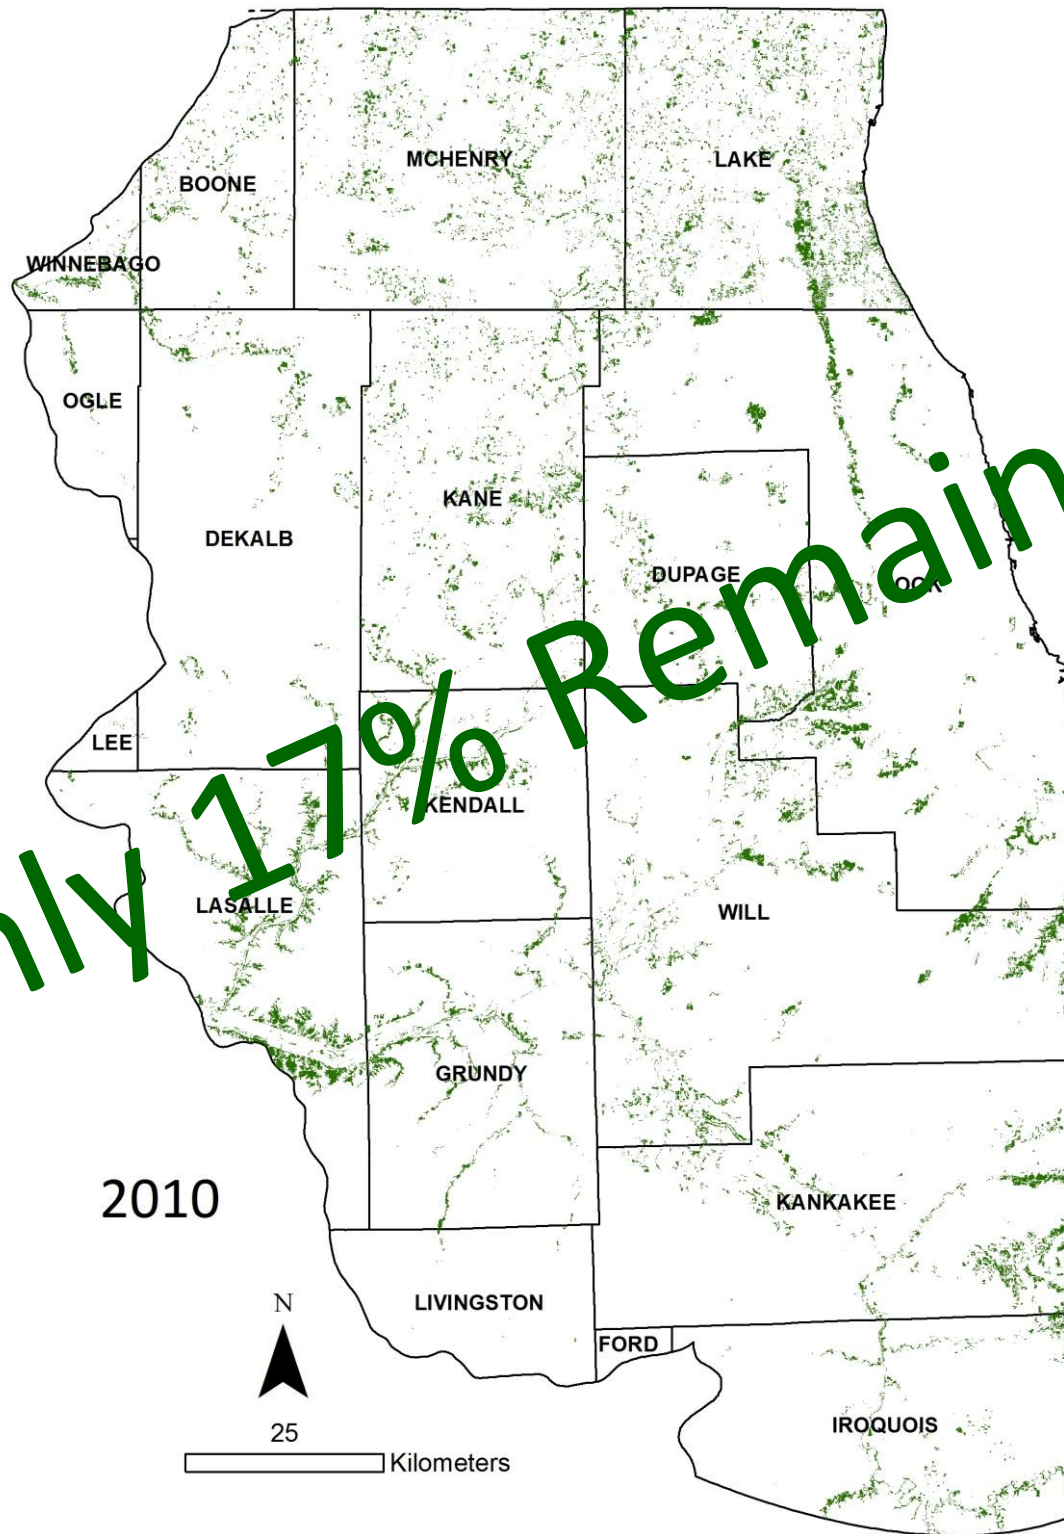 MCHENRY
LAKE
BOONE
WINNEBAGO
OGLE
KANE
DEKALB
DUPAGE
OOK
nly 17% Remain
LEE
KENDALL
LASALLE
WILL
GRUNDY
2010
KANKAKEE
N
LIVINGSTON
FORD
IROQUOIS
25
Kilometers